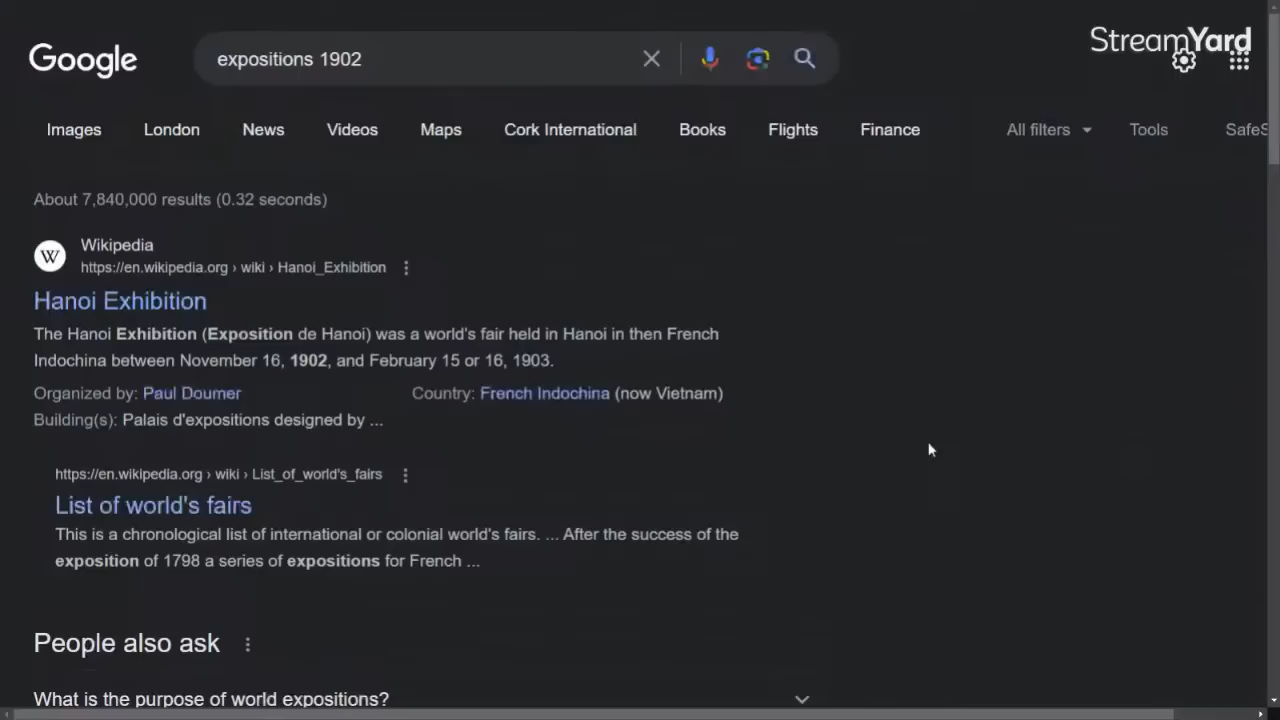 StreamYard
Google
expositions 1902
Images London News Videos Maps Cork International Books Flights Finance All filters Tools SafeS
About 7,840,000 results (0.32 seconds)
W
Wikipedia
https://en.wikipedia.org › wiki › Hanoi_Exhibition
Hanoi Exhibition
The Hanoi Exhibition (Exposition de Hanoi) was a world's fair held in Hanoi in then French
Indochina between November 16, 1902, and February 15 or 16, 1903.
Organized by: Paul Doumer Country: French Indochina (now Vietnam)
Building(s): Palais d'expositions designed by ...
https://en.wikipedia.org › wiki › List_of_world's_fairs
List of world's fairs
This is a chronological list of international or colonial world's fairs. ... After the success of the
exposition of 1798 a series of expositions for French ...
People also ask
What is the purpose of world expositions?